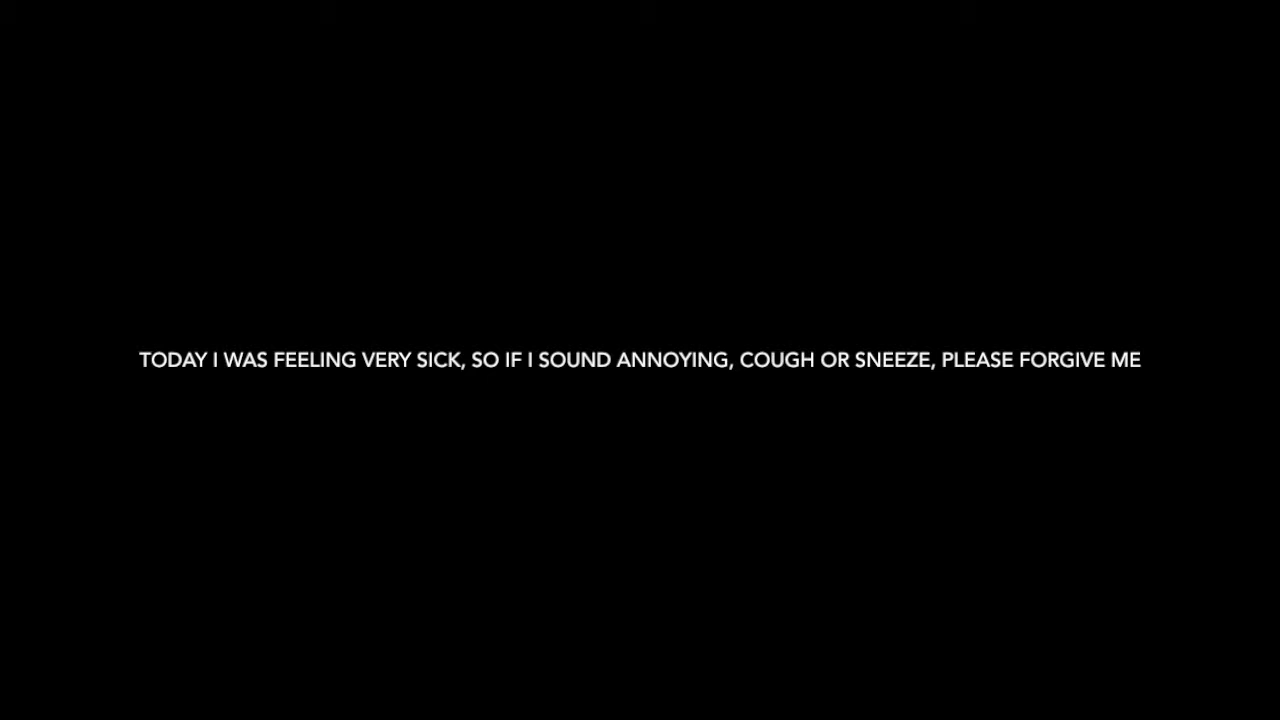 TODAY I WAS FEELING VERY SICK, SO IF I SOUND ANNOYING, COUGH OR SNEEZE, PLEASE FORGIVE ME